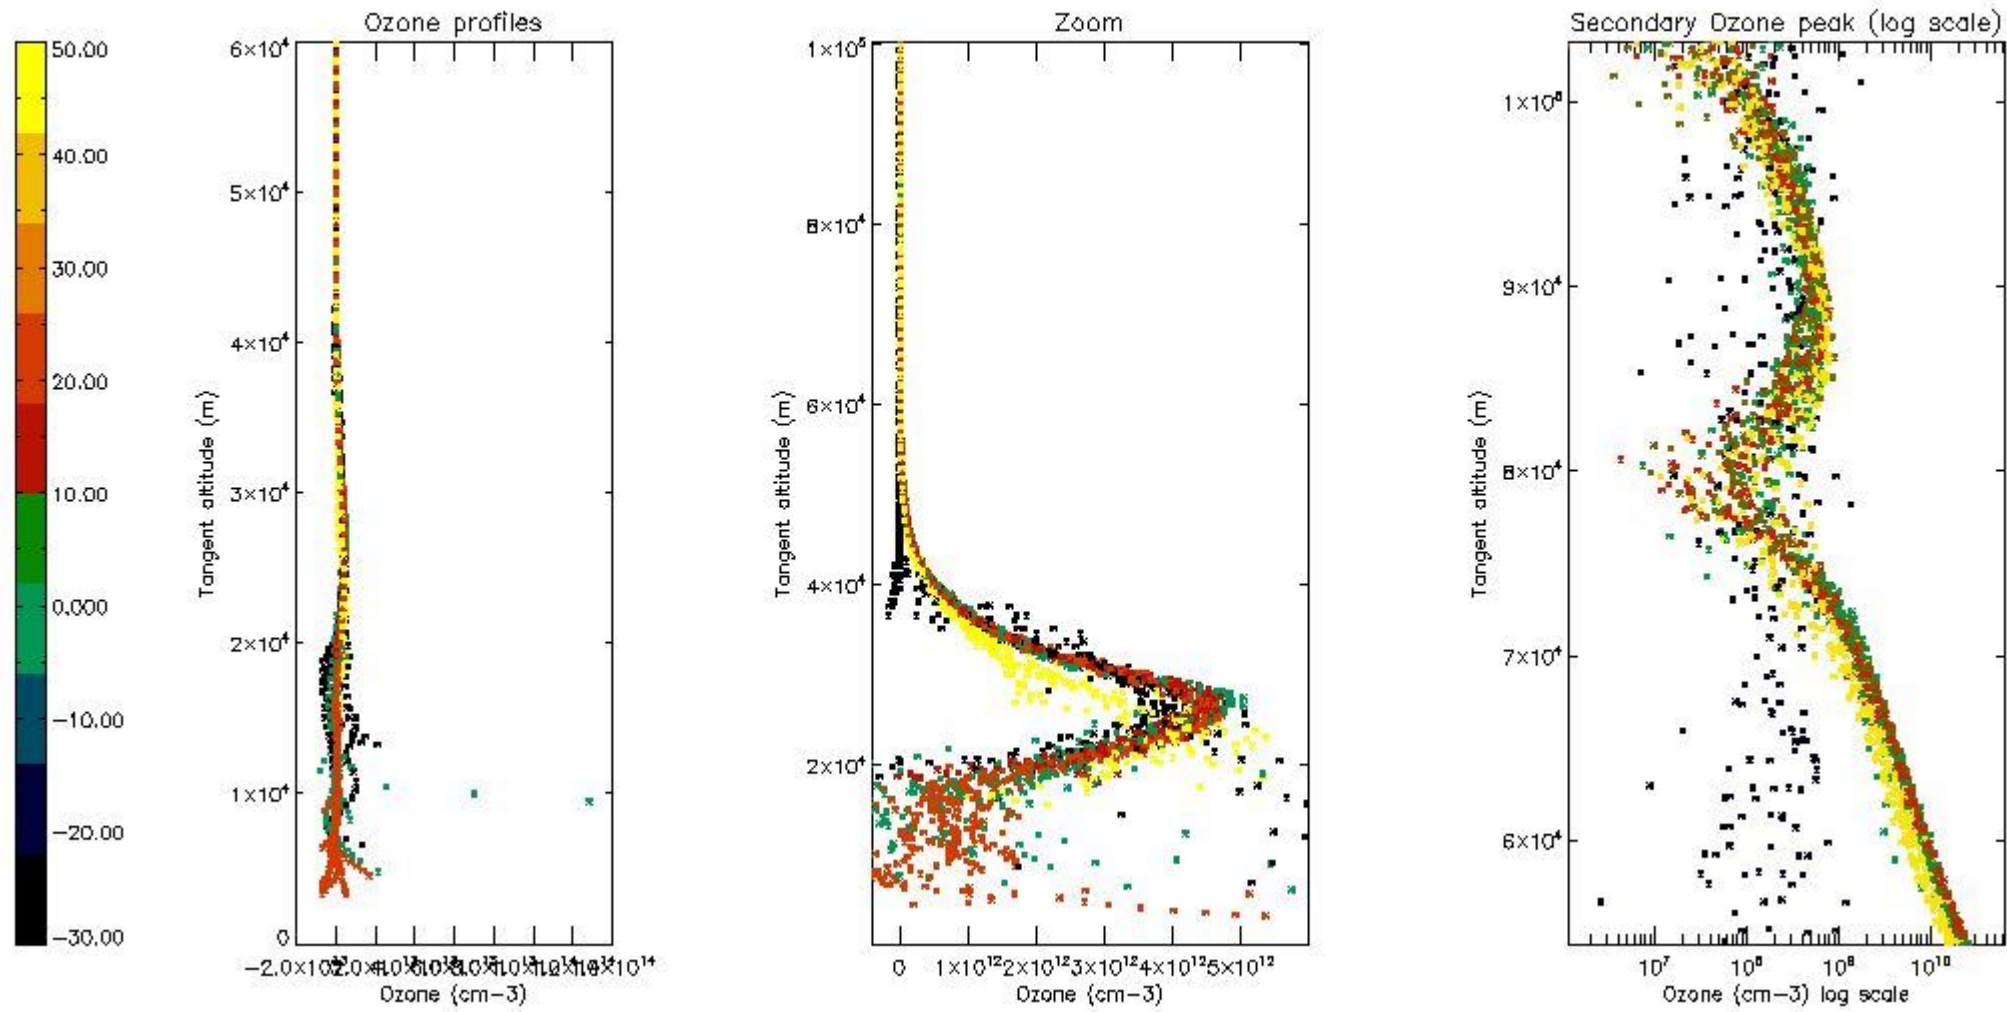 Ozone profiles
Zoom
Secondary Ozone peak (log scale)
50.00
40.00
30.00
20.00
10.00
0.000
−10.00
−20.00
−30.00
6×10⁴
5×10⁴
4×10⁴
3×10⁴
2×10⁴
1×10⁴
0
Tangent altitude (m)
Ozone (cm−3)
1×10⁵
8×10⁴
6×10⁴
4×10⁴
2×10⁴
Tangent altitude (m)
0 1×10¹² 2×10¹² 3×10¹² 4×10¹² 5×10¹²
Ozone (cm−3)
1×10⁵
9×10⁴
8×10⁴
7×10⁴
6×10⁴
Tangent altitude (m)
10⁷ 10⁸ 10⁹ 10¹⁰
Ozone (cm−3) log scale